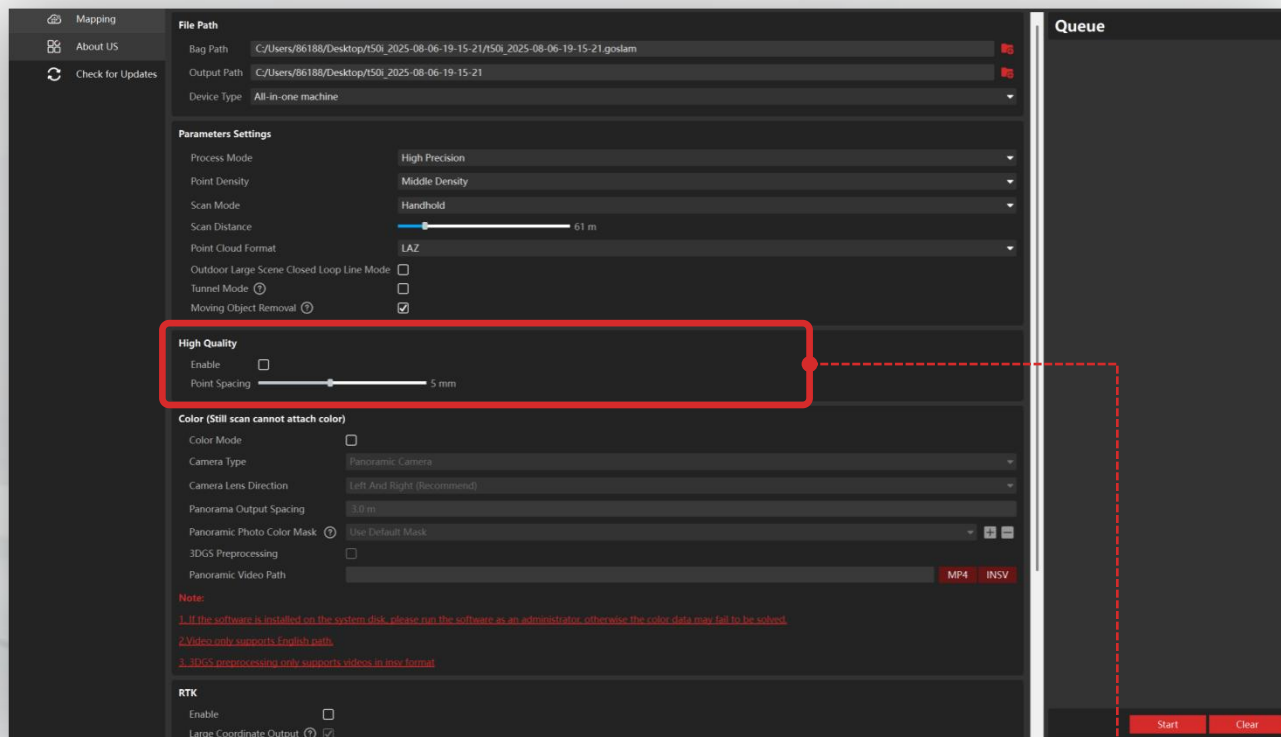 Mapping
About US
Check for Updates
File Path
Bag Path C:/Users/86188/Desktop/t50i_2025-08-06-19-15-21/t50i_2025-08-06-19-15-21.goslam
Output Path C:/Users/86188/Desktop/t50i_2025-08-06-19-15-21
Device Type All-in-one machine
Parameters Settings
Process Mode High Precision
Point Density Middle Density
Scan Mode Handhold
Scan Distance 61 m
Point Cloud Format LAZ
Outdoor Large Scene Closed Loop Line Mode
Tunnel Mode ?
Moving Object Removal ?
High Quality
Enable
Point Spacing 5 mm
Color (Still scan cannot attach color)
Color Mode
Camera Type Panoramic Camera
Camera Lens Direction Left And Right (Recommend)
Panorama Output Spacing 3.0 m
Panoramic Photo Color Mask ? Use Default Mask
3DGS Preprocessing
Panoramic Video Path MP4 INSV
Note:
1. If the software is installed on the system disk, please run the software as an administrator, otherwise the color data may fail to be solved.
2.Video only supports English path.
3. 3DGS preprocessing only supports videos in insv format
RTK
Enable
Large Coordinate Output ?
Queue
Start Clear